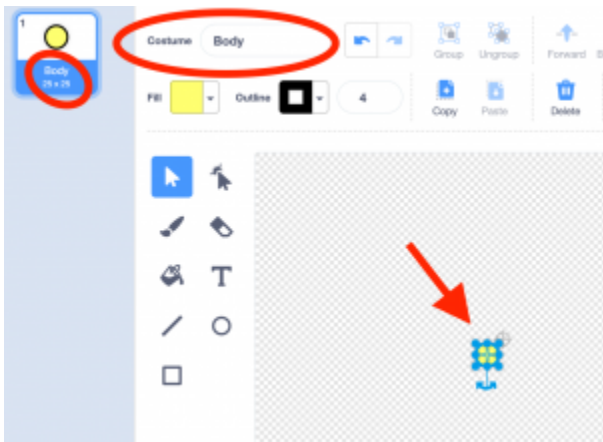 1
Body
25 x 25
Costume Body
Group Ungroup Forward
Fill Outline 4
Copy Paste Delete
T